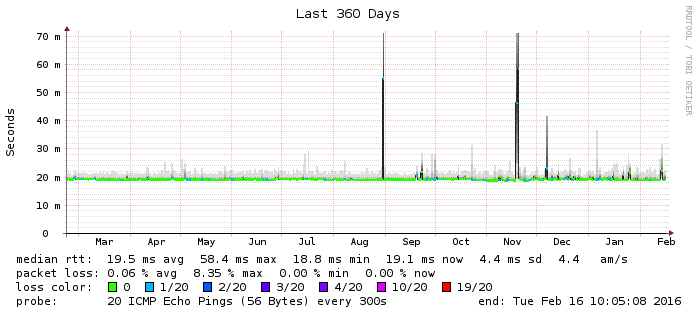 Last 360 Days
RRDTOOL / TOBI OETIKER
Seconds
70 m
60 m
50 m
40 m
30 m
20 m
10 m
0
Mar Apr May Jun Jul Aug Sep Oct Nov Dec Jan Feb
median rtt: 19.5 ms avg 58.4 ms max 18.8 ms min 19.1 ms now 4.4 ms sd 4.4 am/s
packet loss: 0.06 % avg 8.35 % max 0.00 % min 0.00 % now
loss color: 0 1/20 2/20 3/20 4/20 10/20 19/20
probe: 20 ICMP Echo Pings (56 Bytes) every 300s end: Tue Feb 16 10:05:08 2016